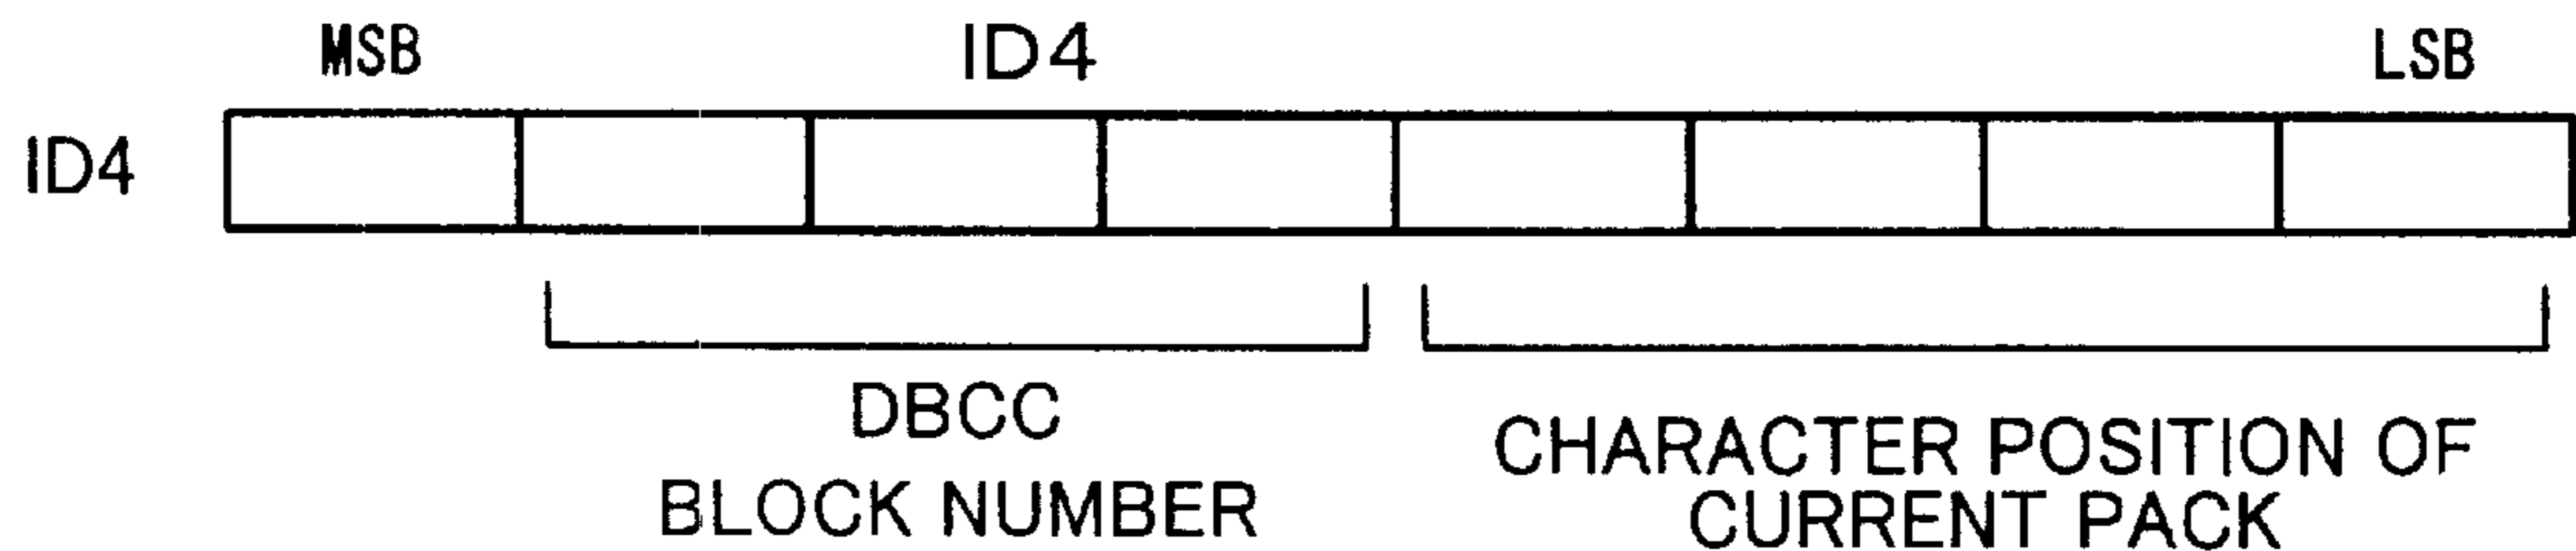 MSB ID4 LSB
ID4
DBCC
BLOCK NUMBER
CHARACTER POSITION OF
CURRENT PACK